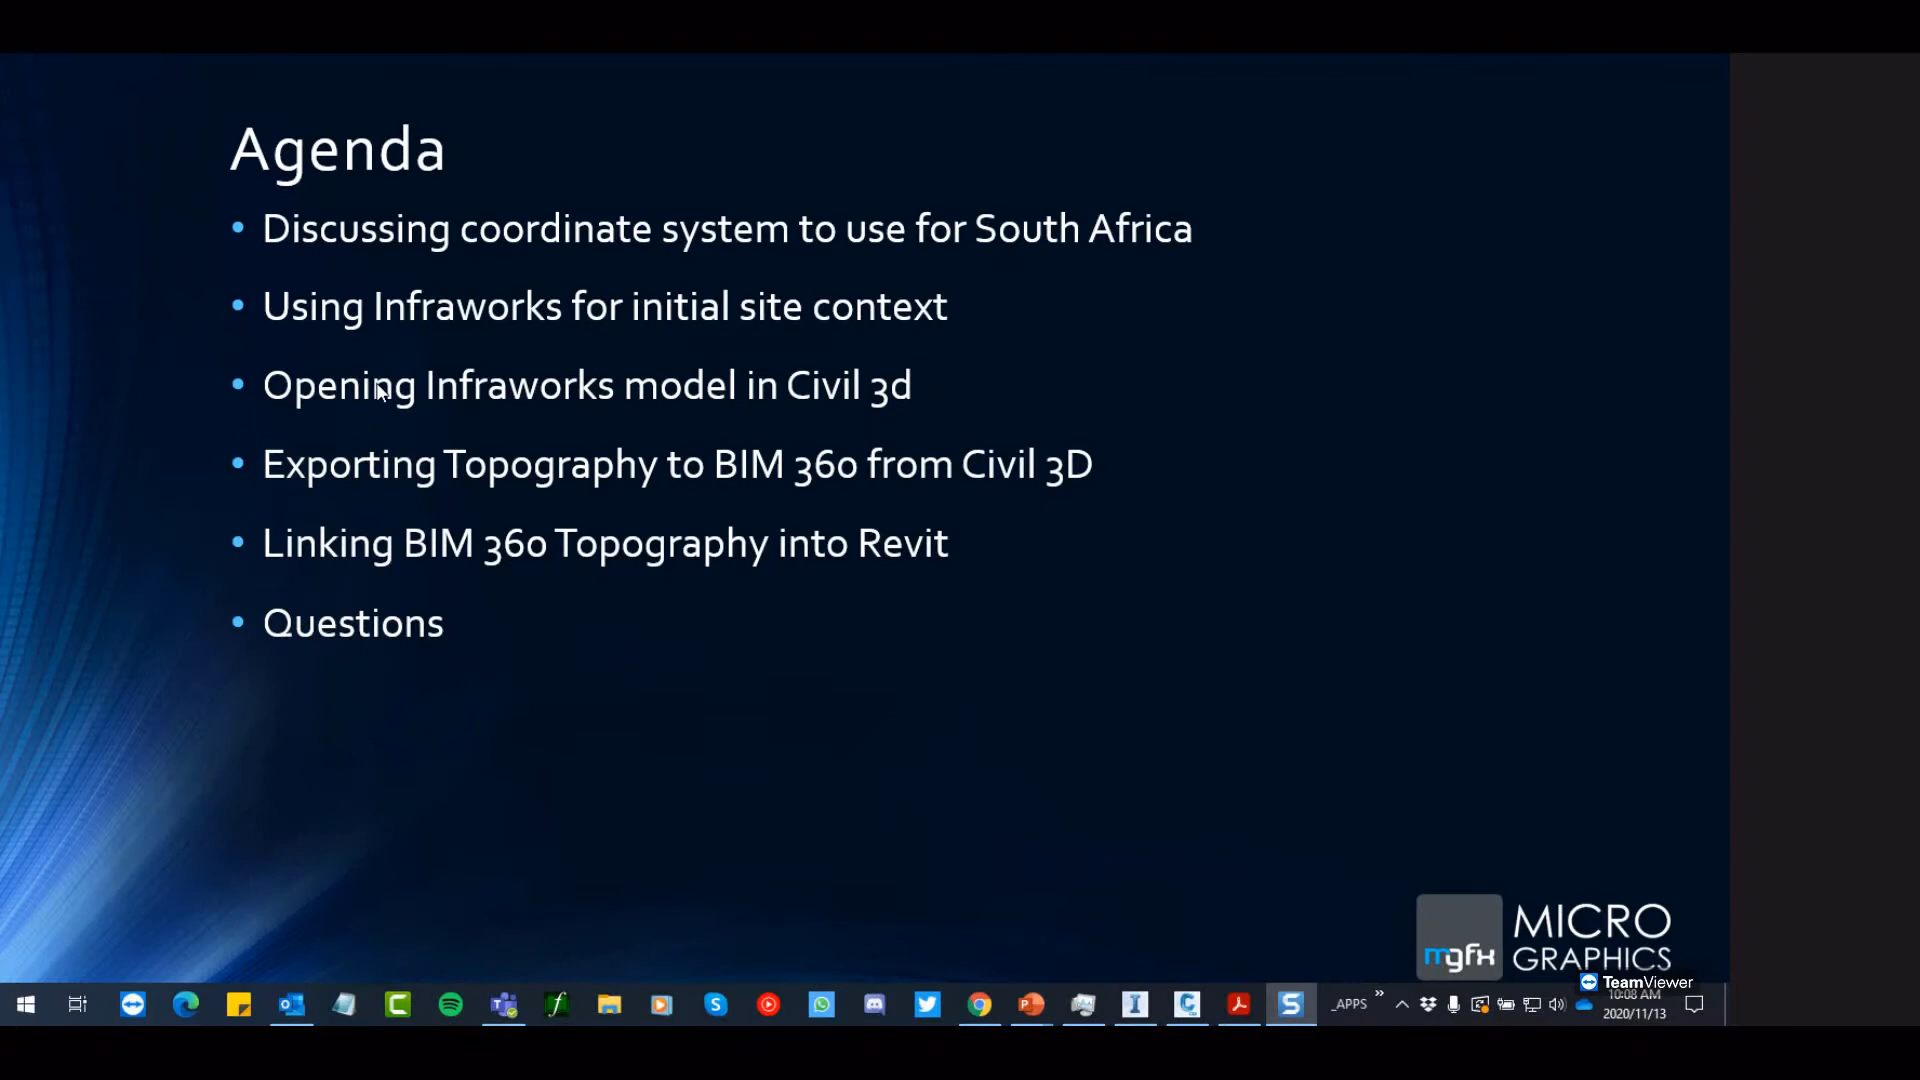 Agenda
• Discussing coordinate system to use for South Africa
• Using Infraworks for initial site context
• Opening Infraworks model in Civil 3d
• Exporting Topography to BIM 360 from Civil 3D
• Linking BIM 360 Topography into Revit
• Questions
mgfx
MICRO
GRAPHICS
TeamViewer
_APPS
10:08 AM
2020/11/13